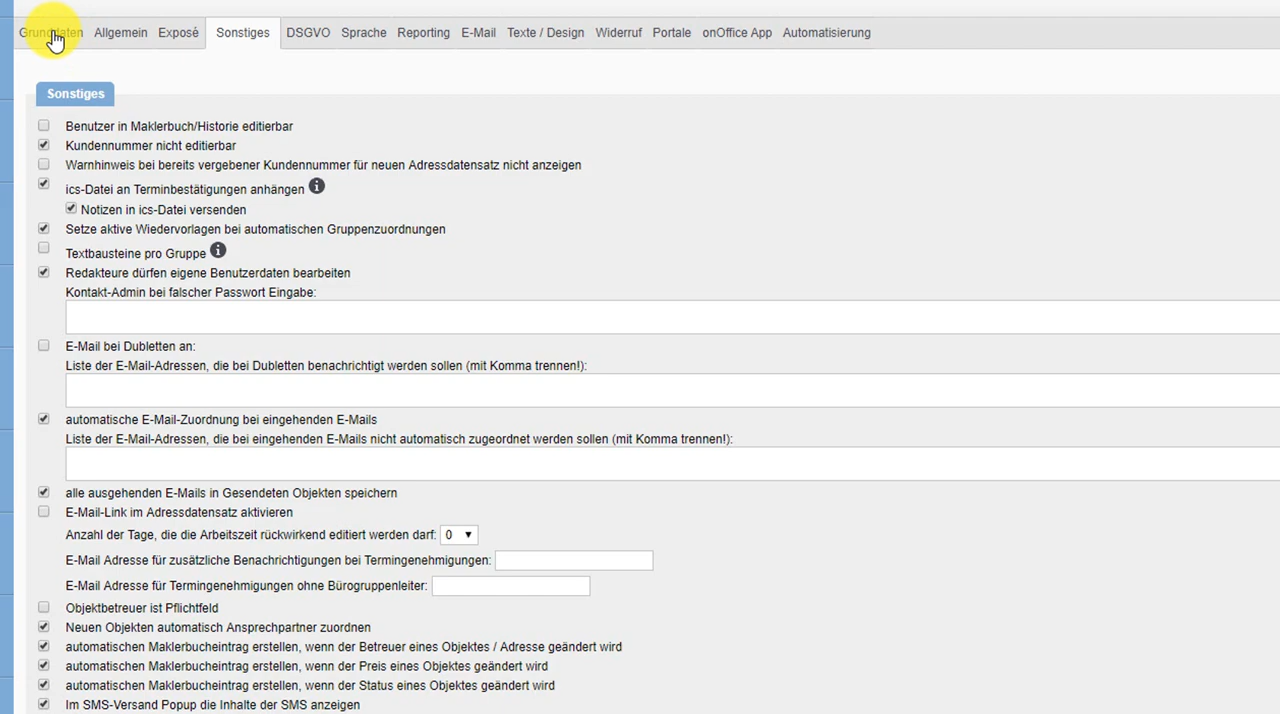 Grunddaten Allgemein Exposé Sonstiges DSGVO Sprache Reporting E-Mail Texte / Design Widerruf Portale onOffice App Automatisierung
Sonstiges
Benutzer in Maklerbuch/Historie editierbar
Kundennummer nicht editierbar
Warnhinweis bei bereits vergebener Kundennummer für neuen Adressdatensatz nicht anzeigen
ics-Datei an Terminbestätigungen anhängen
Notizen in ics-Datei versenden
Setze aktive Wiedervorlagen bei automatischen Gruppenzuordnungen
Textbausteine pro Gruppe
Redakteure dürfen eigene Benutzerdaten bearbeiten
Kontakt-Admin bei falscher Passwort Eingabe:
E-Mail bei Dubletten an:
Liste der E-Mail-Adressen, die bei Dubletten benachrichtigt werden sollen (mit Komma trennen!):
automatische E-Mail-Zuordnung bei eingehenden E-Mails
Liste der E-Mail-Adressen, die bei eingehenden E-Mails nicht automatisch zugeordnet werden sollen (mit Komma trennen!):
alle ausgehenden E-Mails in Gesendeten Objekten speichern
E-Mail-Link im Adressdatensatz aktivieren
Anzahl der Tage, die die Arbeitszeit rückwirkend editiert werden darf: 0
E-Mail Adresse für zusätzliche Benachrichtigungen bei Termingenehmigungen:
E-Mail Adresse für Termingenehmigungen ohne Bürogruppenleiter:
Objektbetreuer ist Pflichtfeld
Neuen Objekten automatisch Ansprechpartner zuordnen
automatischen Maklerbucheintrag erstellen, wenn der Betreuer eines Objektes / Adresse geändert wird
automatischen Maklerbucheintrag erstellen, wenn der Preis eines Objektes geändert wird
automatischen Maklerbucheintrag erstellen, wenn der Status eines Objektes geändert wird
Im SMS-Versand Popup die Inhalte der SMS anzeigen